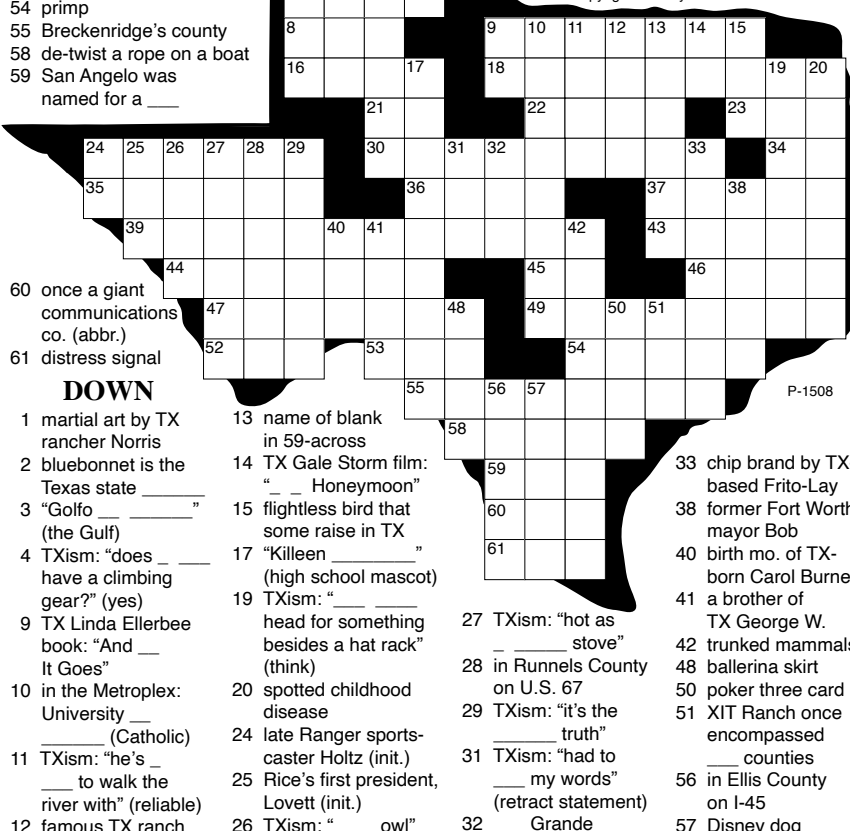 54 primp
55 Breckenridge's county
58 de-twist a rope on a boat
59 San Angelo was
named for a ___
8
9 10 11 12 13 14 15
16 17 18 19 20
21 22 23
24 25 26 27 28 29 30 31 32 33 34
35 36 37 38
39 40 41 42 43
44 45 46
47 48 49 50 51
52 53 54
55 56 57
58
59
60
61
P-1508
60 once a giant
communications
co. (abbr.)
61 distress signal
DOWN
1 martial art by TX
rancher Norris
2 bluebonnet is the
Texas state ______
3 “Golfo __ ______”
(the Gulf)
4 TXism: “does _ ___
have a climbing
gear?” (yes)
9 TX Linda Ellerbee
book: “And __
It Goes”
10 in the Metroplex:
University __
______ (Catholic)
11 TXism: “he’s _
___ to walk the
river with” (reliable)
12 famous TX ranch
13 name of blank
in 59-across
14 TX Gale Storm film:
“_ _ Honeymoon”
15 flightless bird that
some raise in TX
17 “Killeen ________”
(high school mascot)
19 TXism: “___ ____
head for something
besides a hat rack”
(think)
20 spotted childhood
disease
24 late Ranger sports-
caster Holtz (init.)
25 Rice’s first president,
Lovett (init.)
26 TXism: “____ owl”
27 TXism: “hot as
_ _____ stove”
28 in Runnels County
on U.S. 67
29 TXism: “it’s the
______ truth”
31 TXism: “had to
___ my words”
(retract statement)
32 ___ Grande
33 chip brand by TX
based Frito-Lay
38 former Fort Worth
mayor Bob
40 birth mo. of TX-
born Carol Burne
41 a brother of
TX George W.
42 trunked mammals
48 ballerina skirt
50 poker three card
51 XIT Ranch once
encompassed
___ counties
56 in Ellis County
on I-45
57 Disney dog